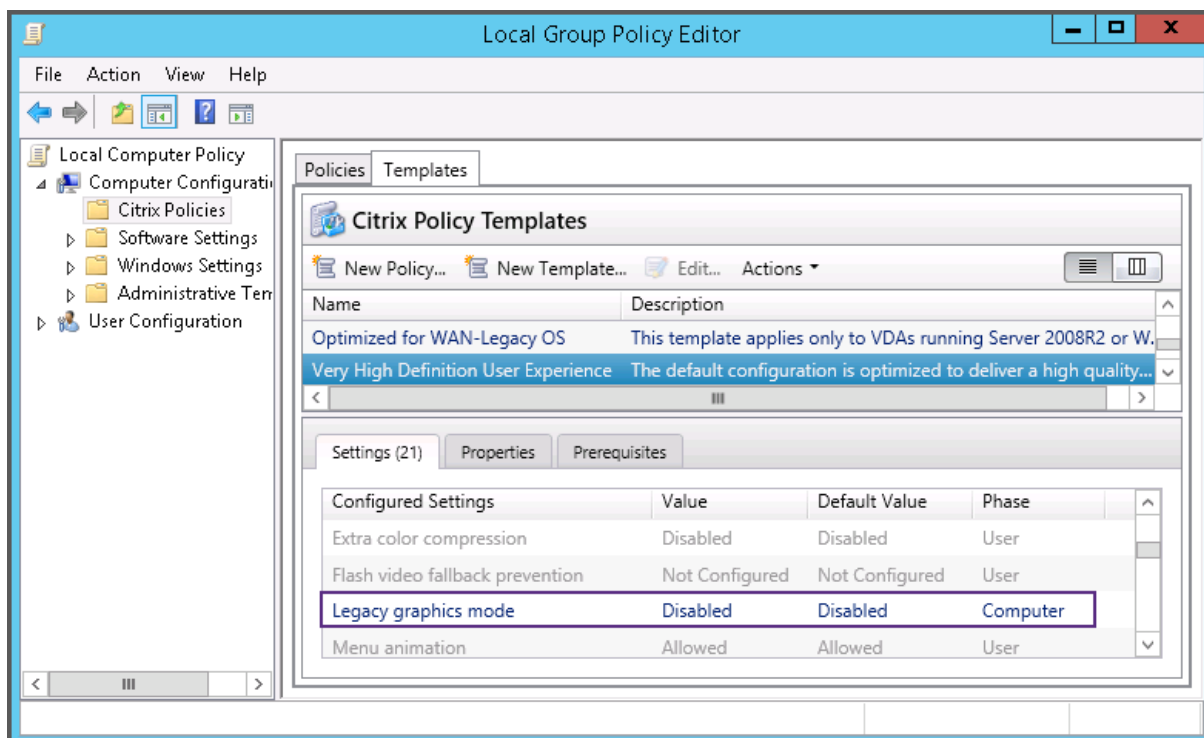 Local Group Policy Editor
File Action View Help
Local Computer Policy
Computer Configurati
Citrix Policies
Software Settings
Windows Settings
Administrative Tem
User Configuration
Policies Templates
Citrix Policy Templates
New Policy... New Template... Edit... Actions
Name Description
Optimized for WAN-Legacy OS This template applies only to VDAs running Server 2008R2 or W.
Very High Definition User Experience The default configuration is optimized to deliver a high quality...
Settings (21) Properties Prerequisites
Configured Settings Value Default Value Phase
Extra color compression Disabled Disabled User
Flash video fallback prevention Not Configured Not Configured User
Legacy graphics mode Disabled Disabled Computer
Menu animation Allowed Allowed User